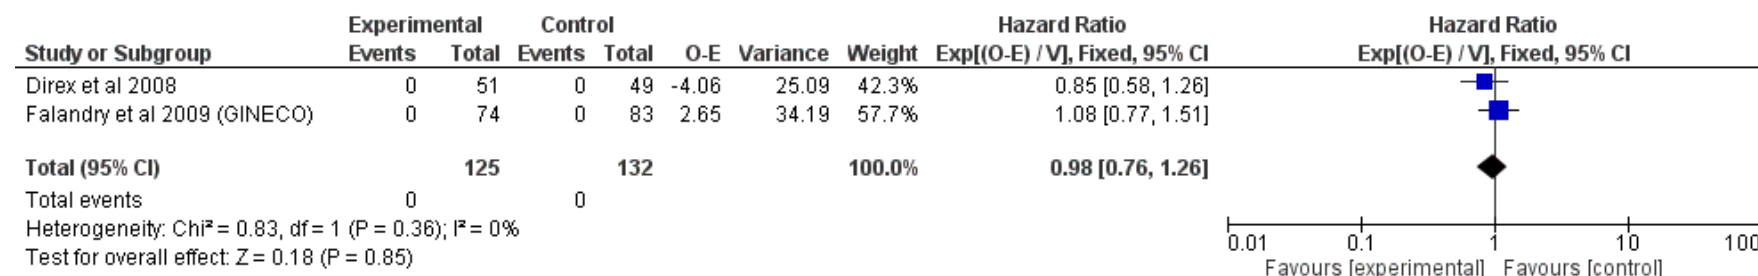 Experimental Control Hazard Ratio Hazard Ratio
Study or Subgroup Events Total Events Total O-E Variance Weight Exp[(O-E) / V], Fixed, 95% CI Exp[(O-E) / V], Fixed, 95% CI
Direx et al 2008 0 51 0 49 -4.06 25.09 42.3% 0.85 [0.58, 1.26]
Falandry et al 2009 (GINECO) 0 74 0 83 2.65 34.19 57.7% 1.08 [0.77, 1.51]
Total (95% CI) 125 132 100.0% 0.98 [0.76, 1.26]
Total events 0 0
Heterogeneity: Chi² = 0.83, df = 1 (P = 0.36); I² = 0%
Test for overall effect: Z = 0.18 (P = 0.85)
0.01 0.1 1 10 100
Favours [experimental] Favours [control]